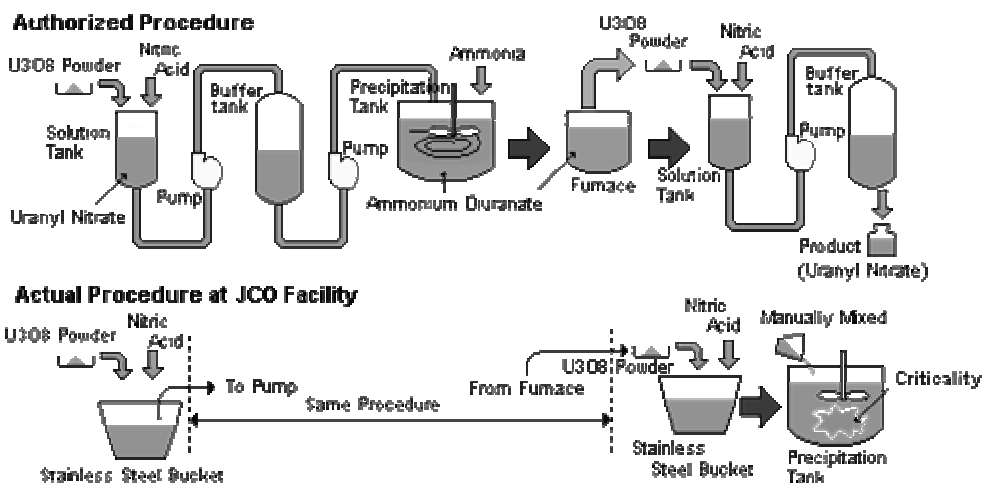 Authorized Procedure
U3O8 Powder
Nitric
Acid
Solution
Tank
Uranyl Nitrate
Pump
Buffer
tank
Pump
Precipitation
Tank
Ammonia
Ammonium Diuranate
Furnace
U3O8
Powder
Nitric
Acid
Solution
Tank
Pump
Buffer
tank
Product
(Uranyl Nitrate)
Actual Procedure at JCO Facility
U3O8 Powder
Nitric
Acid
To Pump
Stainless Steel Bucket
Same Procedure
From Furnace
U3O8 Powder
Nitric
Acid
Stainless
Steel Bucket
Manually Mixed
Criticality
Precipitation
Tank